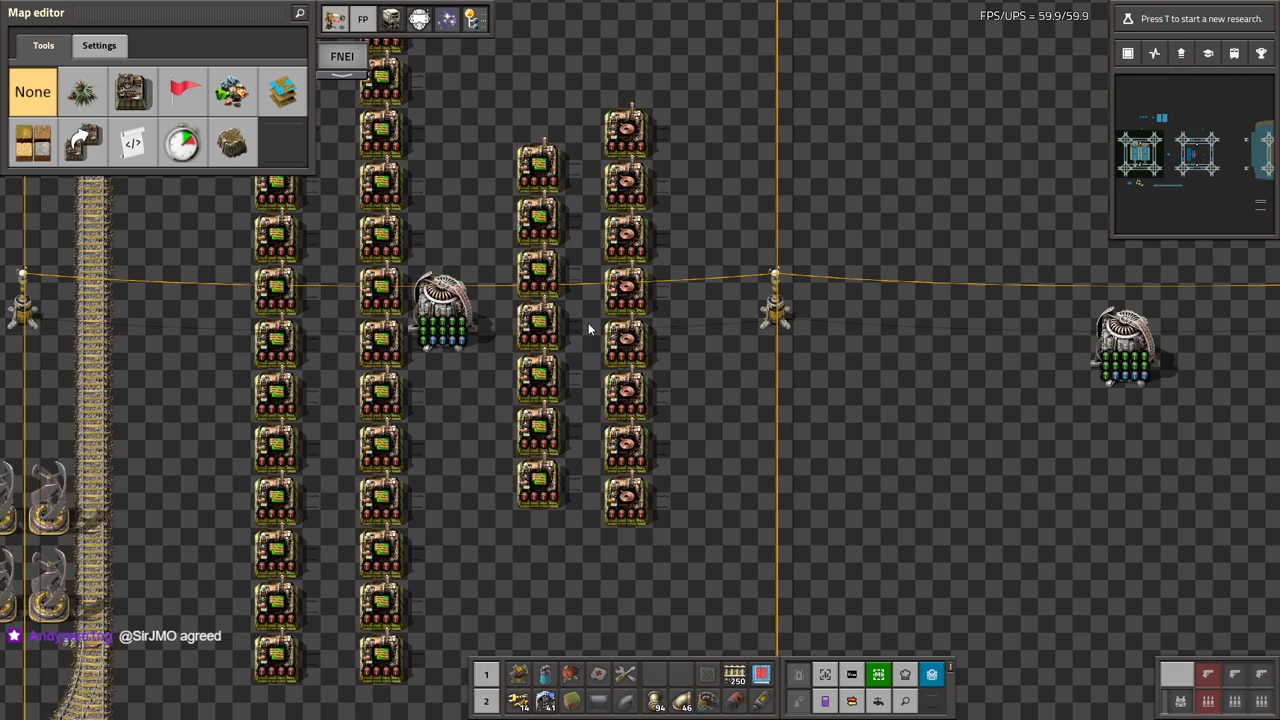 Map editor
FP
FPS/UPS = 59.9/59.9
Press T to start a new research.
Tools
Settings
FNEI
None
</>
@SirJMO agreed
1
250
2
14
41
94
46